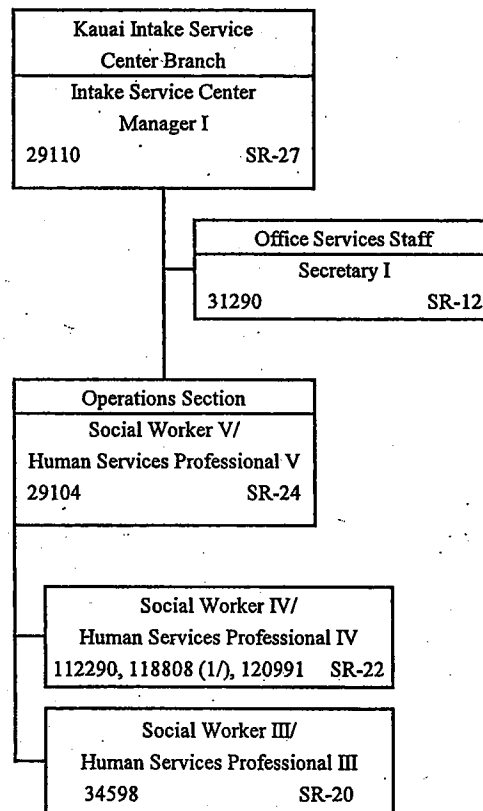 Kauai Intake Service
Center Branch
Intake Service Center
Manager I
29110 SR-27
Office Services Staff
Secretary I
31290 SR-12
Operations Section
Social Worker V/
Human Services Professional V
29104 SR-24
Social Worker IV/
Human Services Professional IV
112290, 118808 (1/), 120991 SR-22
Social Worker III/
Human Services Professional III
34598 SR-20